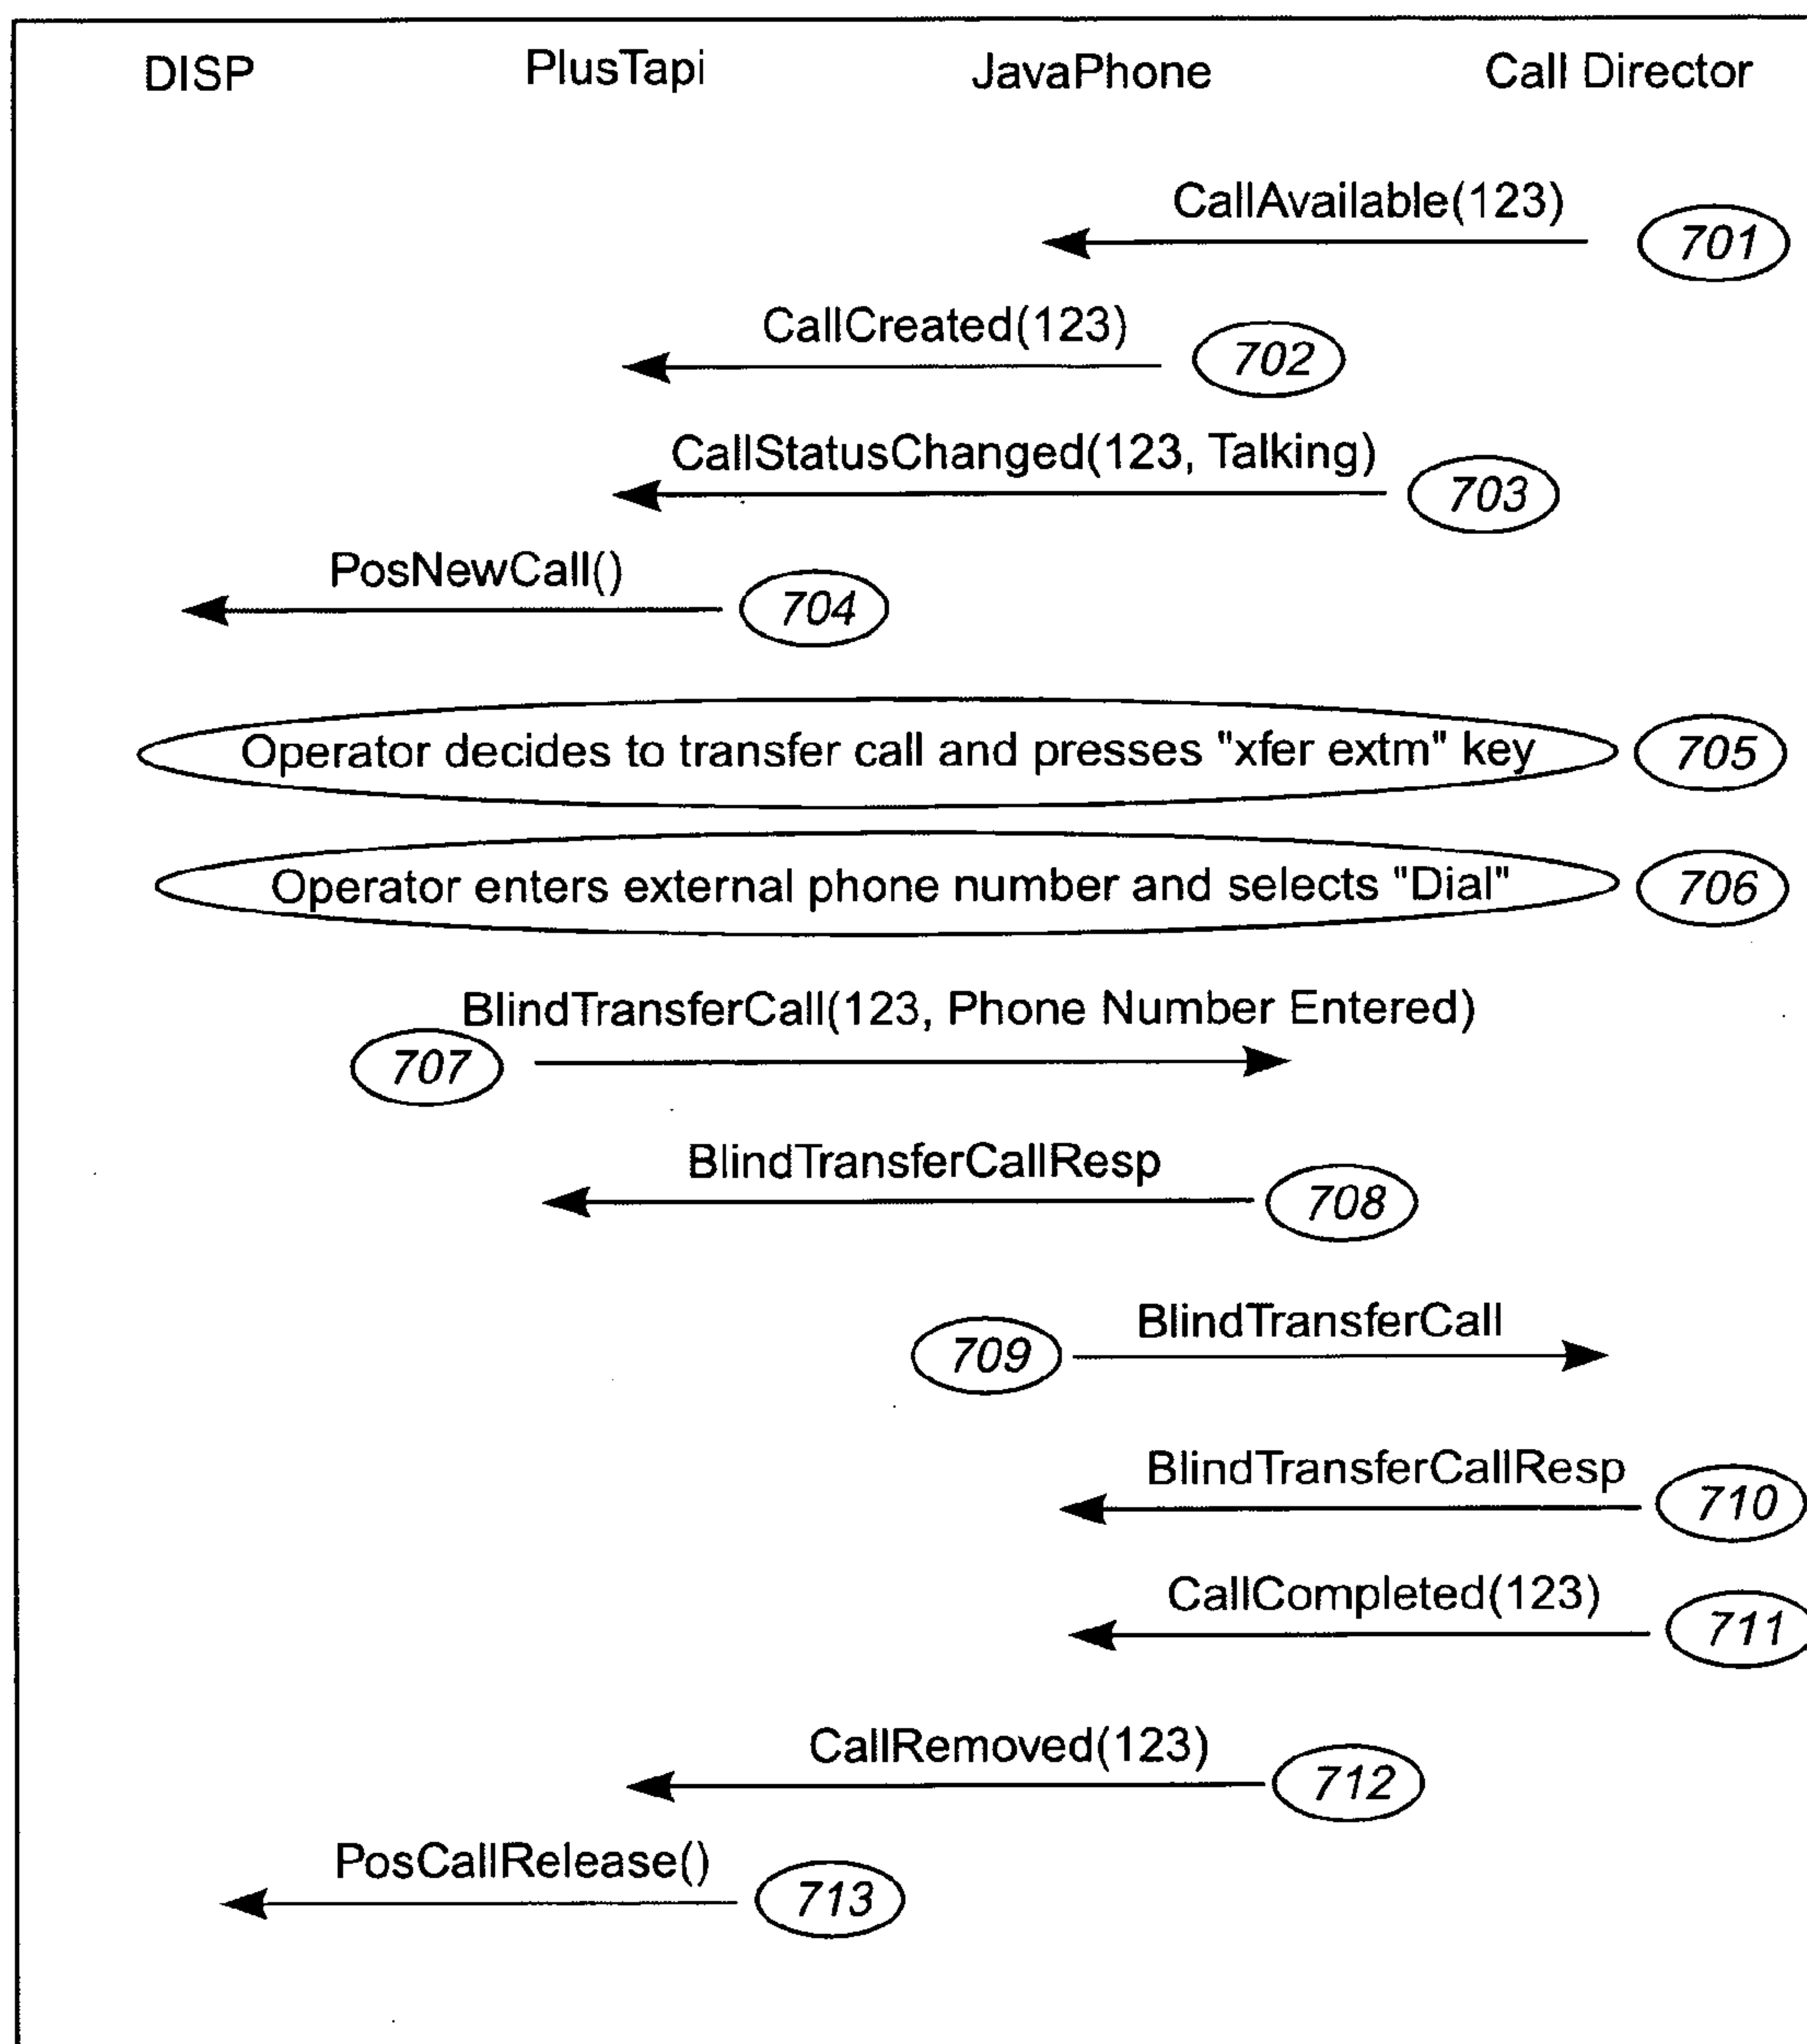 DISP PlusTapi JavaPhone Call Director
CallAvailable(123)
701
CallCreated(123)
702
CallStatusChanged(123, Talking)
703
PosNewCall()
704
Operator decides to transfer call and presses "xfer extm" key 705
Operator enters external phone number and selects "Dial" 706
BlindTransferCall(123, Phone Number Entered)
707
BlindTransferCallResp
708
BlindTransferCall
709
BlindTransferCallResp
710
CallCompleted(123)
711
CallRemoved(123)
712
PosCallRelease()
713